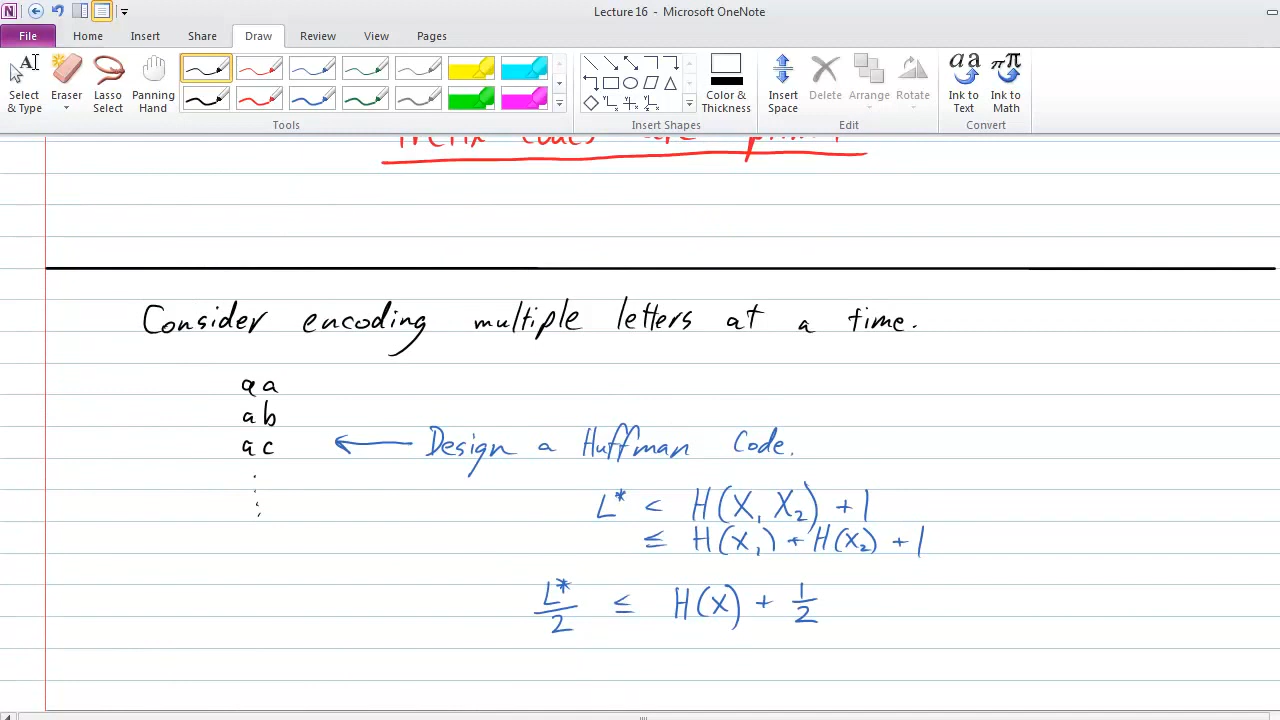 Lecture 16 - Microsoft OneNote
File Home Insert Share Draw Review View Pages
Select & Type Eraser Lasso Select Panning Hand Color & Thickness Insert Space Delete Arrange Rotate Ink to Text Ink to Math
Tools Insert Shapes Edit Convert
Consider encoding multiple letters at a time.
aa
ab
ac ← Design a Huffman Code.
⋮
L* < H(X₁ X₂) + 1
≤ H(X₁) + H(X₂) + 1
L*/2 ≤ H(X) + 1/2